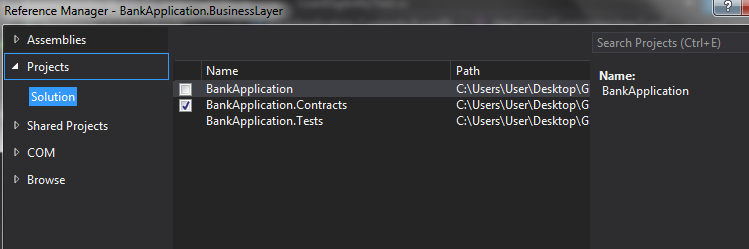 Reference Manager - BankApplication.BusinessLayer
Assemblies
Projects
Solution
Shared Projects
COM
Browse
Name Path
BankApplication C:\Users\User\Desktop\G
BankApplication.Contracts C:\Users\User\Desktop\G
BankApplication.Tests C:\Users\User\Desktop\G
Search Projects (Ctrl+E)
Name:
BankApplication